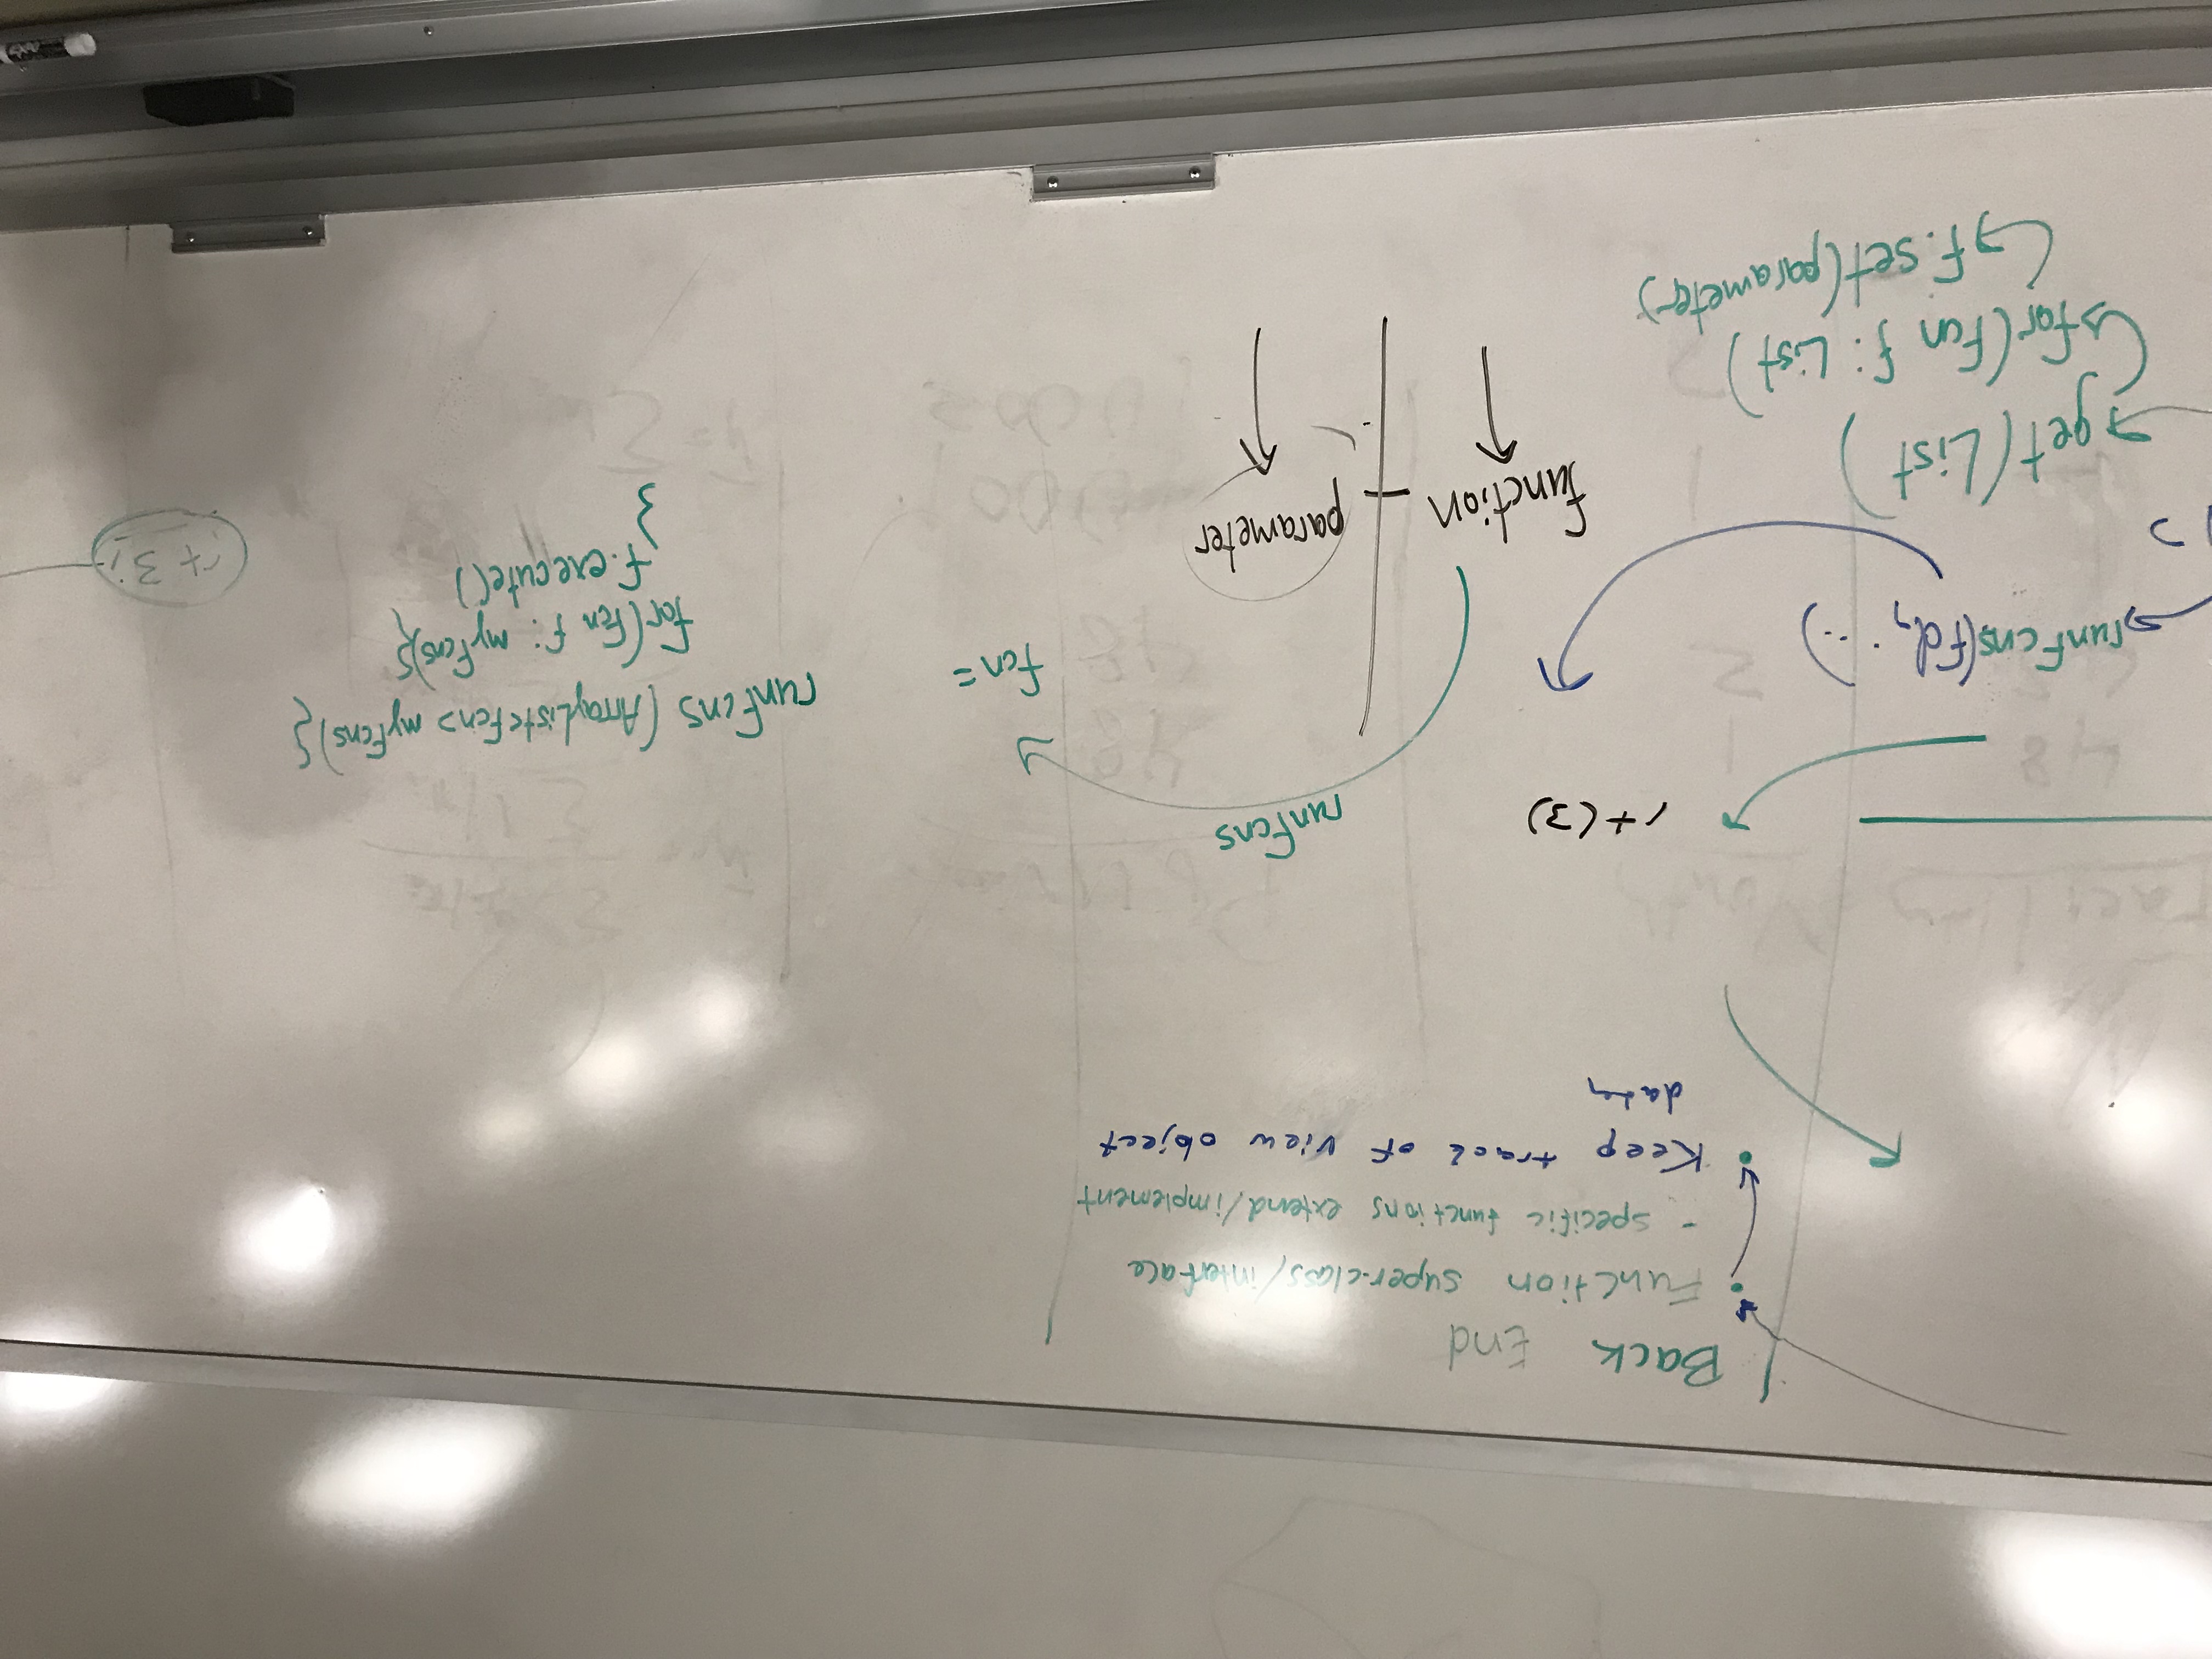 Back End
• Function super-class/interface
- specific functions extend/implement
• Keep track of view object
data
rt(3)
runFcns
runFcns(fd, ...)
fcn =
function
parameter
get(List )
for(Fcn f: List)
f.set(parameter)
runFcns (ArrayList<Fcn> myFcns){
for(Fcn f: myFcns){
f.execute()
}
rt 3;